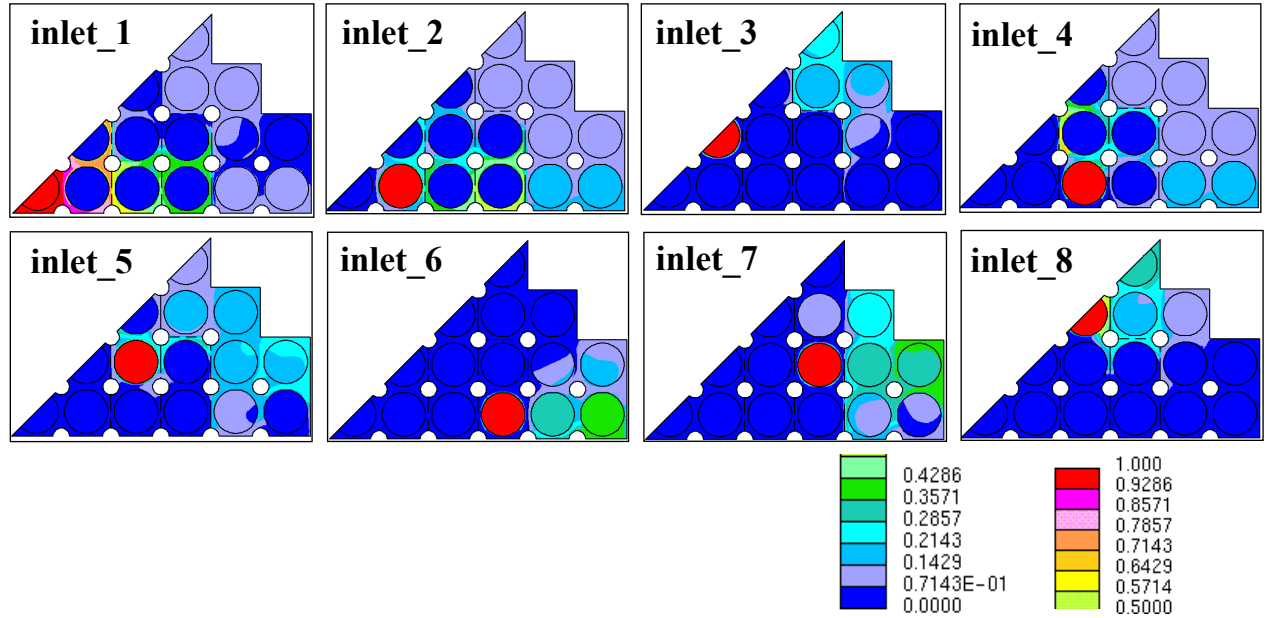 inlet_1
inlet_2
inlet_3
inlet_4
inlet_5
inlet_6
inlet_7
inlet_8
0.4286
0.3571
0.2857
0.2143
0.1429
0.7143E-01
0.0000
1.000
0.9286
0.8571
0.7857
0.7143
0.6429
0.5714
0.5000